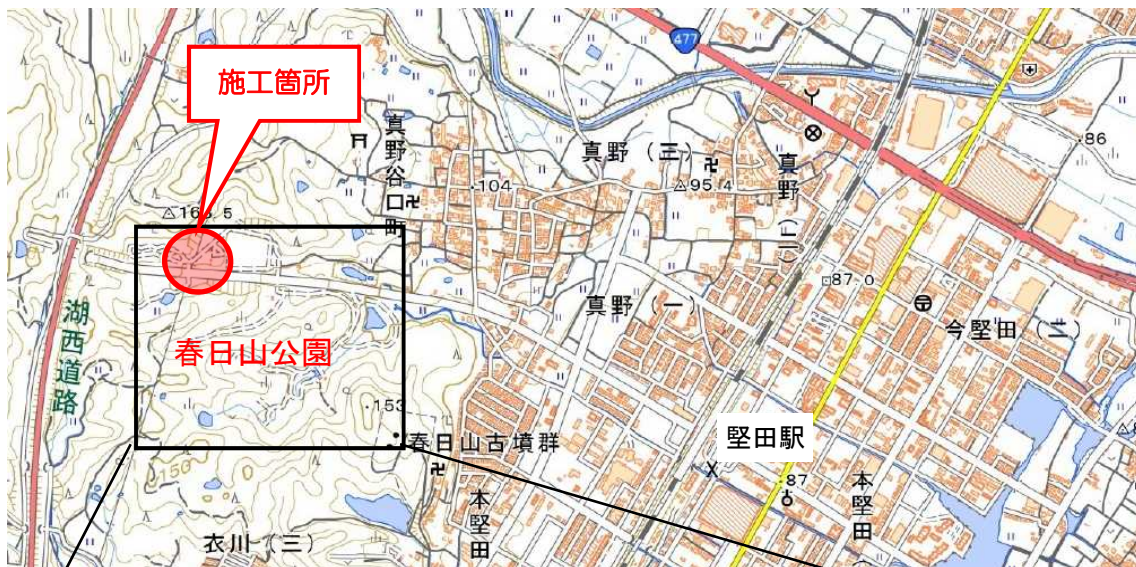 施工箇所
477
真野谷口町
真野（三）
真野（二）
86
104
95.4
166.5
87.0
真野（一）
今堅田（二）
湖西道路
春日山公園
153
春日山古墳群
堅田駅
150
87
本堅田
本堅田
衣川（三）